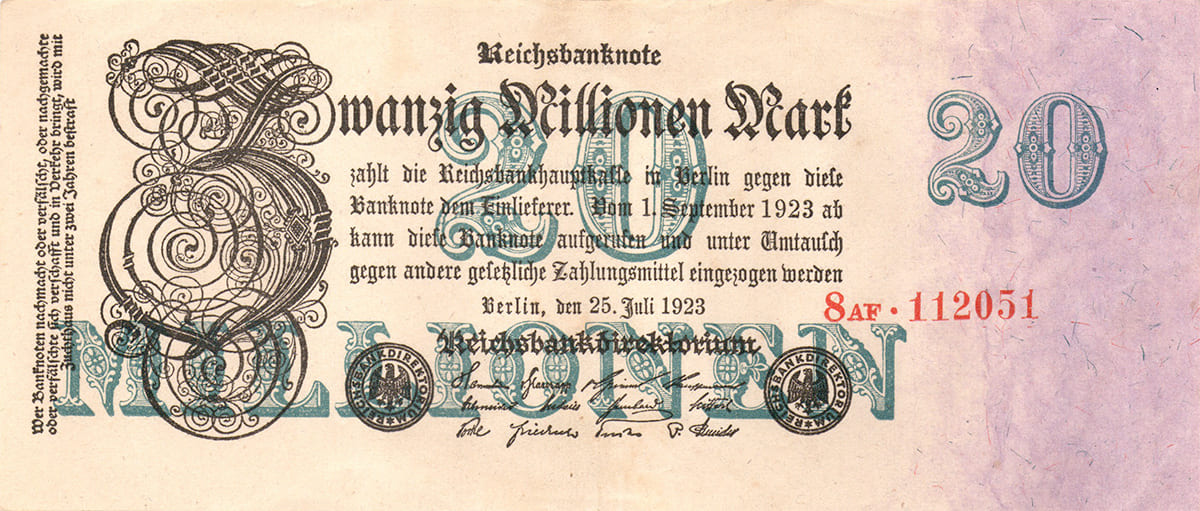 Wer Banknoten nachmacht oder verfälscht, oder nachgemachte
oder verfälschte sich verschafft und in Verkehr bringt, wird mit
Zuchthaus nicht unter zwei Jahren bestraft
Reichsbanknote
Zwanzig Millionen Mark
20
20
zahlt die Reichsbankhauptkasse in Berlin gegen diese
Banknote dem Einlieferer. Vom 1. September 1923 ab
kann diese Banknote aufgerufen und unter Umtausch
gegen andere gesetzliche Zahlungsmittel eingezogen werden
Berlin, den 25. Juli 1923
8AF·112051
Reichsbankdirektorium
MILLIONEN
REICHSBANKDIREKTORIUM
REICHSBANKDIREKTORIUM